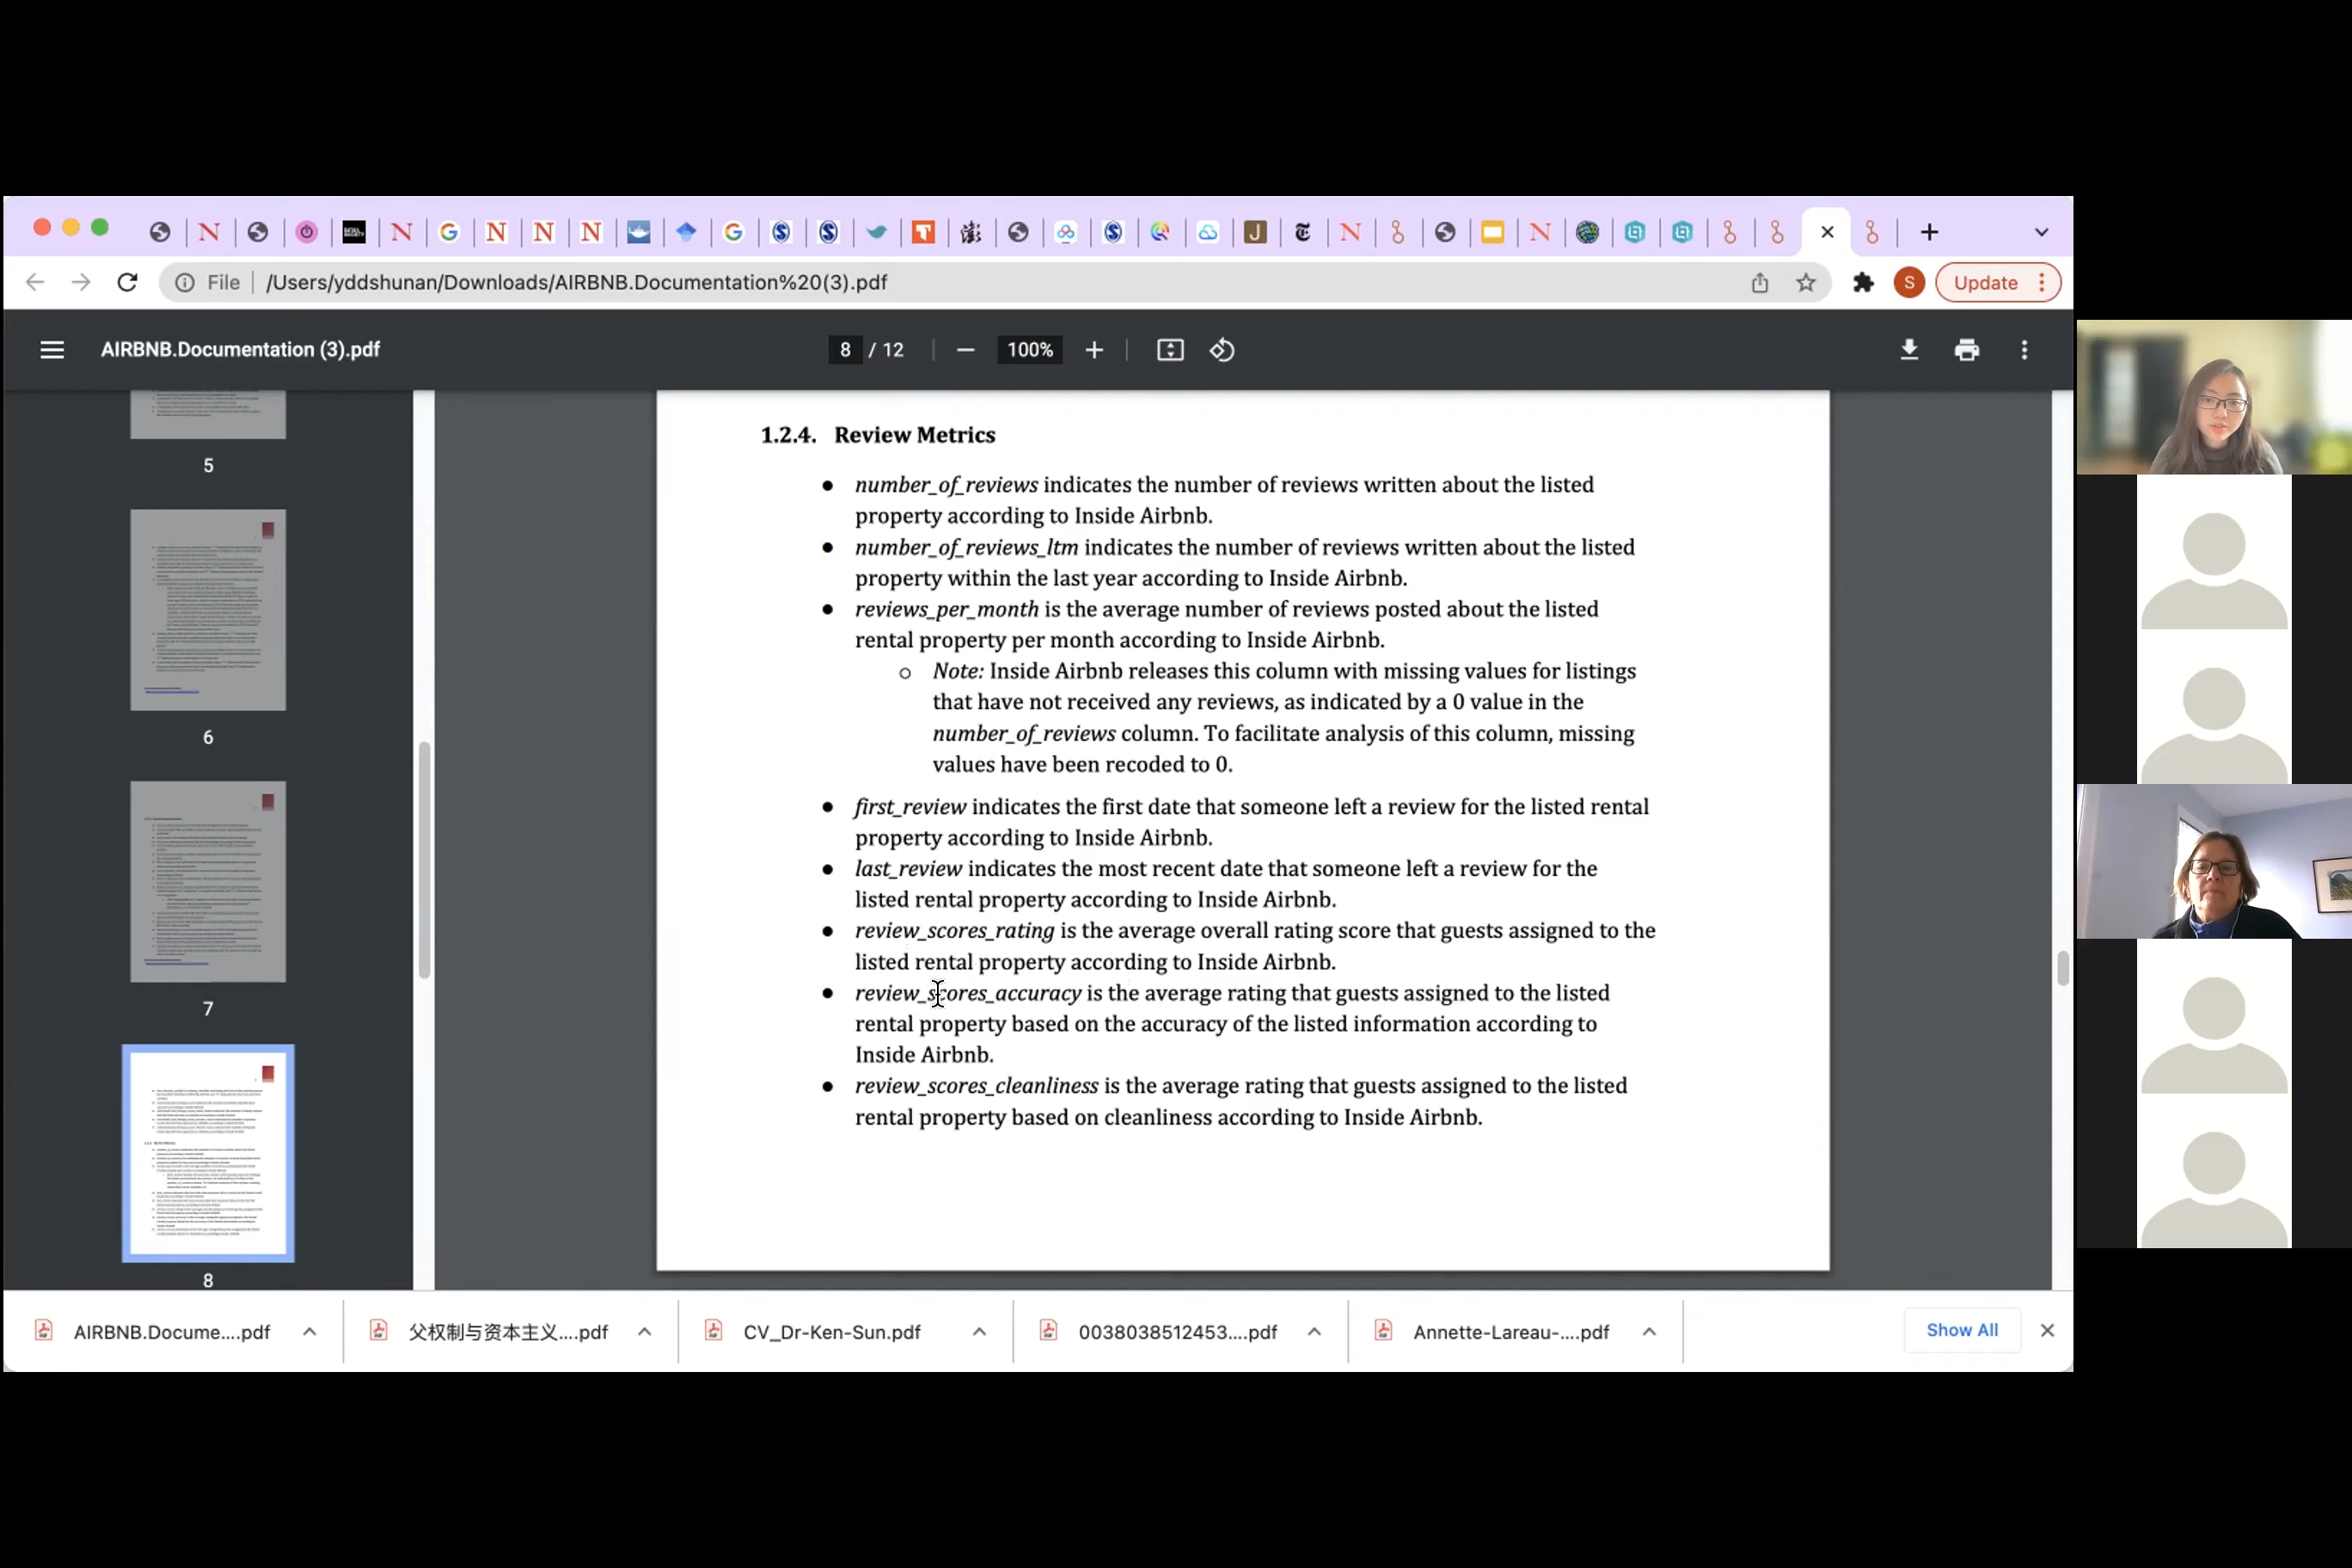 File /Users/yddshunan/Downloads/AIRBNB.Documentation%20(3).pdf
S
Update
AIRBNB.Documentation (3).pdf
8 / 12
100%
5
6
7
8
1.2.4. Review Metrics
number_of_reviews indicates the number of reviews written about the listed
property according to Inside Airbnb.
number_of_reviews_ltm indicates the number of reviews written about the listed
property within the last year according to Inside Airbnb.
reviews_per_month is the average number of reviews posted about the listed
rental property per month according to Inside Airbnb.
Note: Inside Airbnb releases this column with missing values for listings
that have not received any reviews, as indicated by a 0 value in the
number_of_reviews column. To facilitate analysis of this column, missing
values have been recoded to 0.
first_review indicates the first date that someone left a review for the listed rental
property according to Inside Airbnb.
last_review indicates the most recent date that someone left a review for the
listed rental property according to Inside Airbnb.
review_scores_rating is the average overall rating score that guests assigned to the
listed rental property according to Inside Airbnb.
review_scores_accuracy is the average rating that guests assigned to the listed
rental property based on the accuracy of the listed information according to
Inside Airbnb.
review_scores_cleanliness is the average rating that guests assigned to the listed
rental property based on cleanliness according to Inside Airbnb.
AIRBNB.Docume....pdf
父权制与资本主义....pdf
CV_Dr-Ken-Sun.pdf
0038038512453....pdf
Annette-Lareau-....pdf
Show All